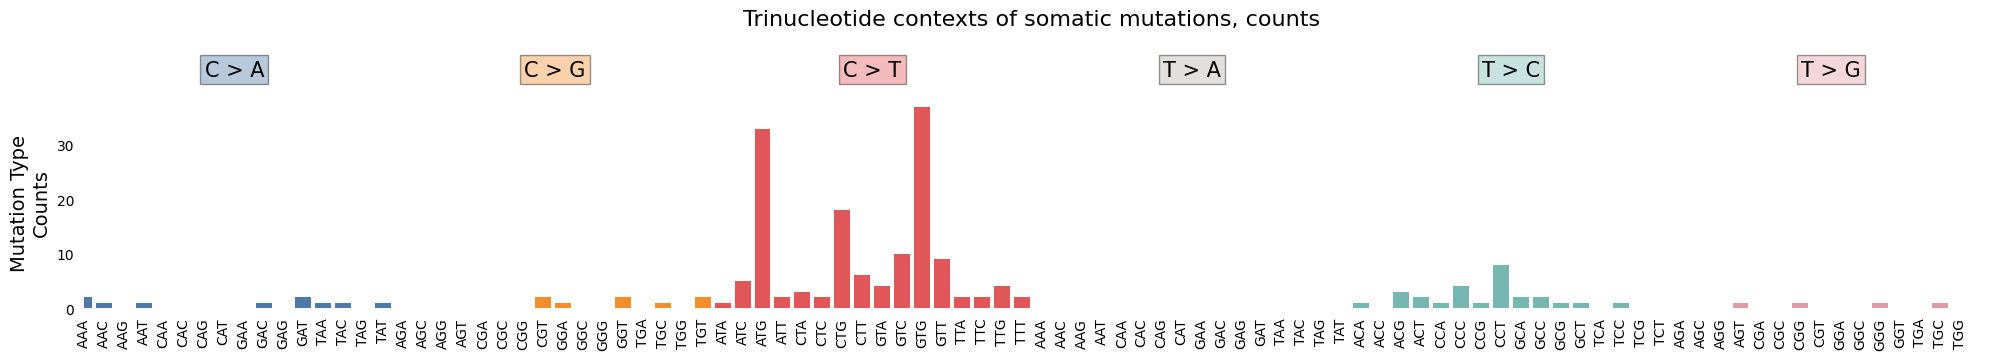 Trinucleotide contexts of somatic mutations, counts
C > A C > G C > T T > A T > C T > G
Mutation Type
Counts
30
20
10
0
AAA AAC AAG AAT CAA CAC CAG CAT GAA GAC GAG GAT TAA TAC TAG TAT AGA AGC AGG AGT CGA CGC CGG CGT GGA GGC GGG GGT TGA TGC TGG TGT ATA ATC ATG ATT CTA CTC CTG CTT GTA GTC GTG GTT TTA TTC TTG TTT AAA AAC AAG AAT CAA CAC CAG CAT GAA GAC GAG GAT TAA TAC TAG TAT ACA ACC ACG ACT CCA CCC CCG CCT GCA GCC GCG GCT TCA TCC TCG TCT AGA AGC AGG AGT CGA CGC CGG CGT GGA GGC GGG GGT TGA TGC TGG